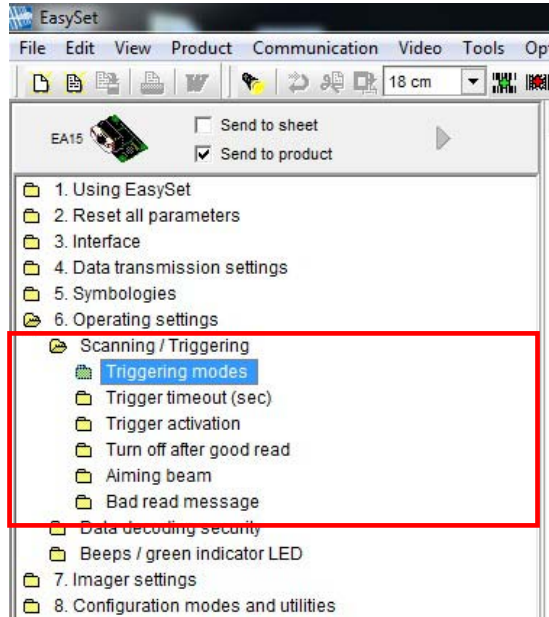 EasySet
File Edit View Product Communication Video Tools Op
18 cm
EA15
Send to sheet
Send to product
1. Using EasySet
2. Reset all parameters
3. Interface
4. Data transmission settings
5. Symbologies
6. Operating settings
Scanning / Triggering
Triggering modes
Trigger timeout (sec)
Trigger activation
Turn off after good read
Aiming beam
Bad read message
Data decoding security
Beeps / green indicator LED
7. Imager settings
8. Configuration modes and utilities